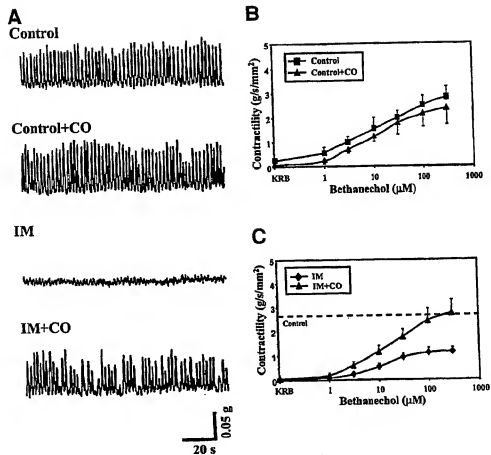 A
Control
Control+CO
IM
IM+CO
0.05 g
20 s
B
Contractility (g/s/mm²)
5
4
3
2
1
0
Control
Control+CO
KRB
1
10
100
1000
Bethanechol (µM)
C
Contractility (g/s/mm²)
5
4
3
2
1
0
IM
IM+CO
Control
KRB
1
10
100
1000
Bethanechol (µM)